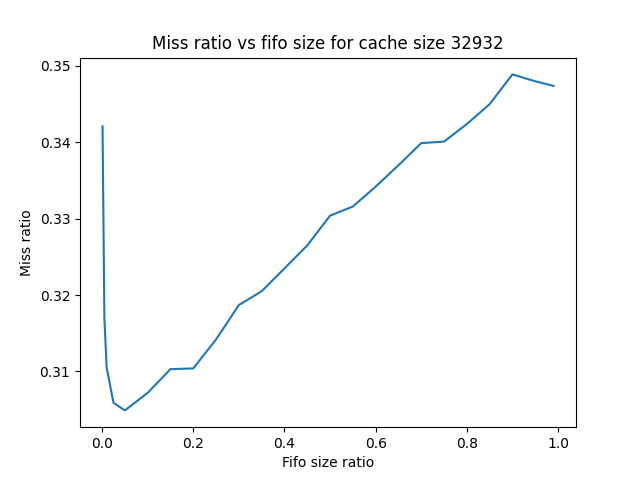 Miss ratio vs fifo size for cache size 32932
0.35
0.34
0.33
0.32
0.31
Miss ratio
0.0 0.2 0.4 0.6 0.8 1.0
Fifo size ratio